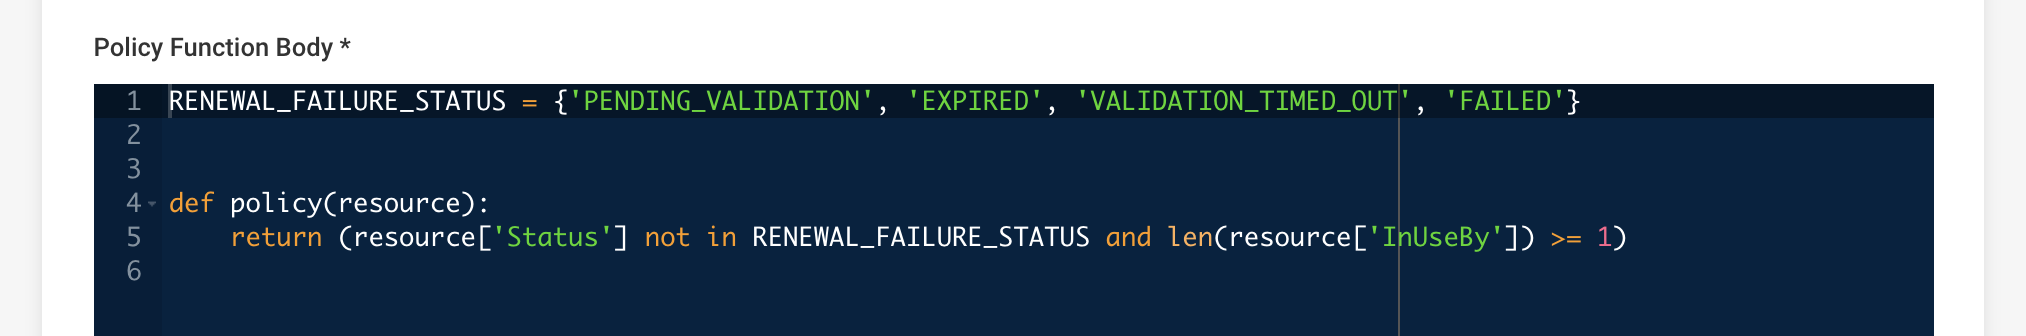 Policy Function Body *
1 RENEWAL_FAILURE_STATUS = {'PENDING_VALIDATION', 'EXPIRED', 'VALIDATION_TIMED_OUT', 'FAILED'}
2
3
4 def policy(resource):
5     return (resource['Status'] not in RENEWAL_FAILURE_STATUS and len(resource['InUseBy']) >= 1)
6